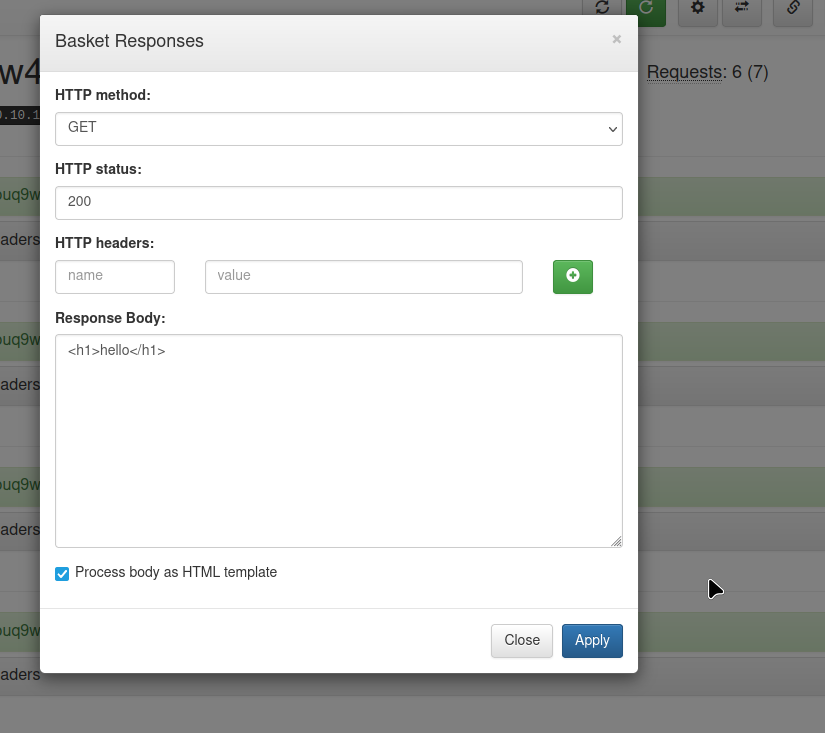 Basket Responses ×
w4
Requests: 6 (7)
HTTP method:
.10.1
GET
HTTP status:
ouq9w
200
aders
HTTP headers:
name value
Response Body:
ouq9w
<h1>hello</h1>
aders
ouq9w
aders
Process body as HTML template
ouq9w
Close Apply
aders